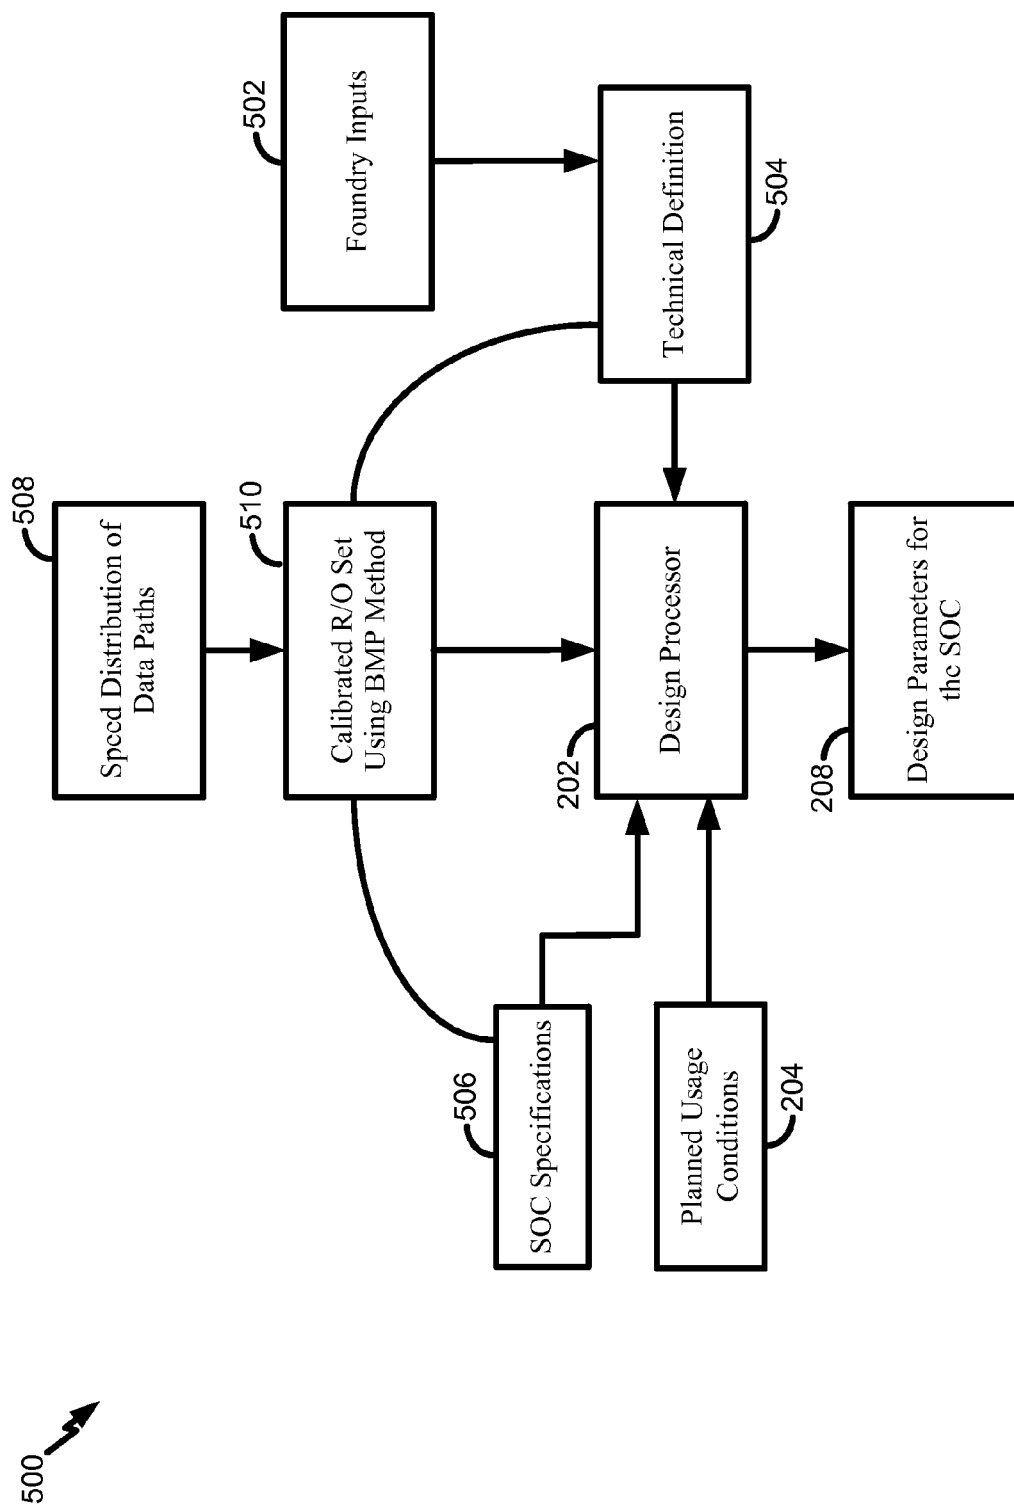 500
508
Speed Distribution of
Data Paths
510
Calibrated R/O Set
Using BMP Method
502
Foundry Inputs
506
SOC Specifications
202
Design Processor
Technical Definition
504
Planned Usage
Conditions
204
208
Design Parameters for
the SOC